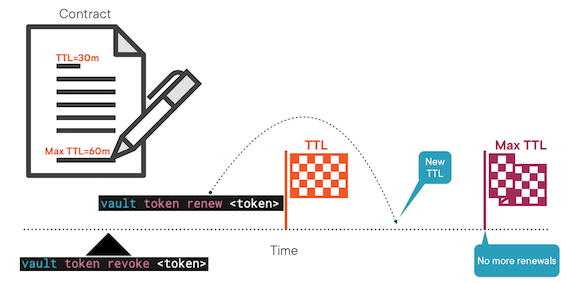 Contract
TTL=30m
Max TTL=60m
TTL
Max TTL
New
TTL
vault token renew <token>
Time
No more renewals
vault token revoke <token>